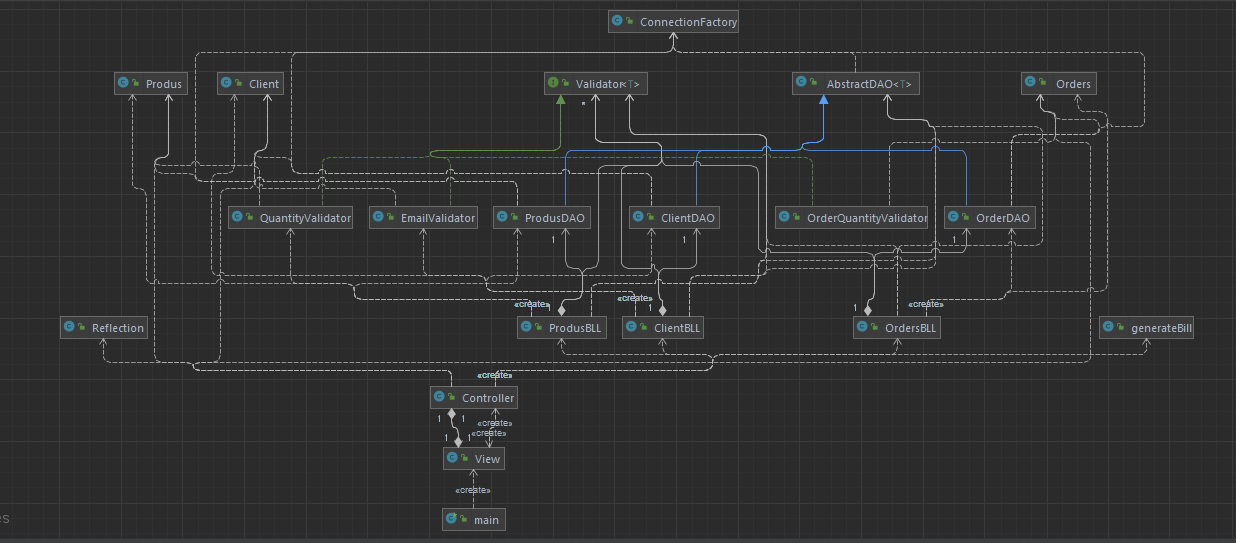 ConnectionFactory
Produs
Client
Validator<T>
AbstractDAO<T>
Orders
*
QuantityValidator
EmailValidator
ProdusDAO
ClientDAO
OrderQuantityValidator
OrderDAO
1
1
1
«create»
1
«create»
1
1
«create»
Reflection
ProdusBLL
ClientBLL
OrdersBLL
generateBill
«create»
Controller
1
1
«create»
1
1
«create»
View
«create»
main
es